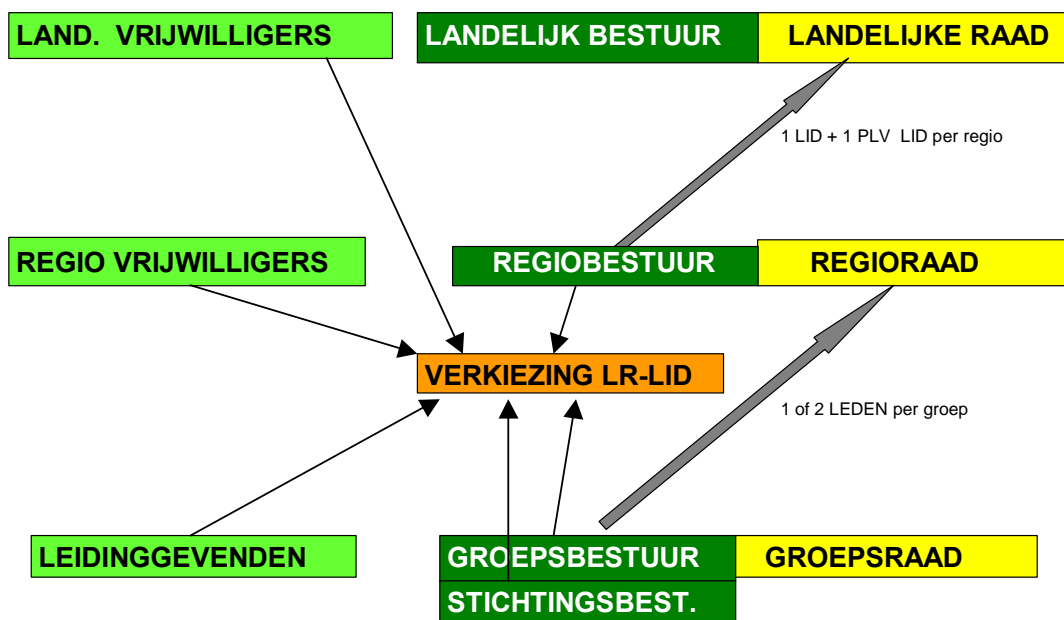 LAND. VRIJWILLIGERS
LANDELIJK BESTUUR
LANDELIJKE RAAD
1 LID + 1 PLV LID per regio
REGIO VRIJWILLIGERS
REGIOBESTUUR
REGIORAAD
VERKIEZING LR-LID
1 of 2 LEDEN per groep
LEIDINGGEVENDEN
GROEPSBESTUUR
GROEPSRAAD
STICHTINGSBEST.